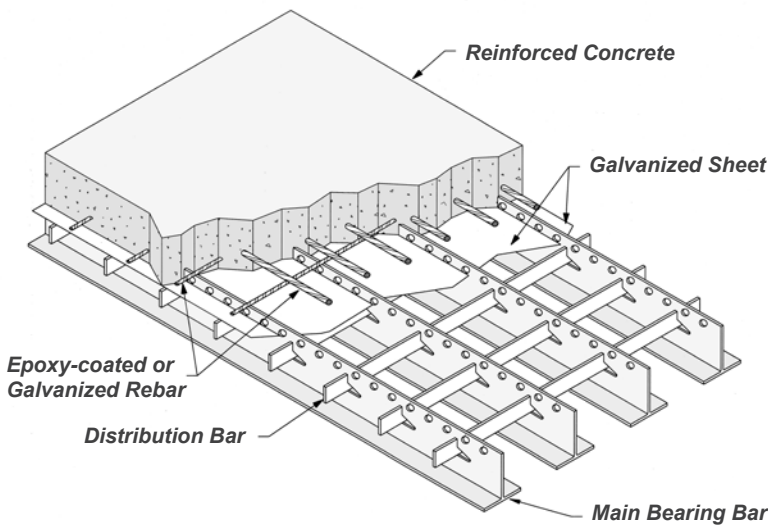 Reinforced Concrete
Galvanized Sheet
Epoxy-coated or
Galvanized Rebar
Distribution Bar
Main Bearing Bar